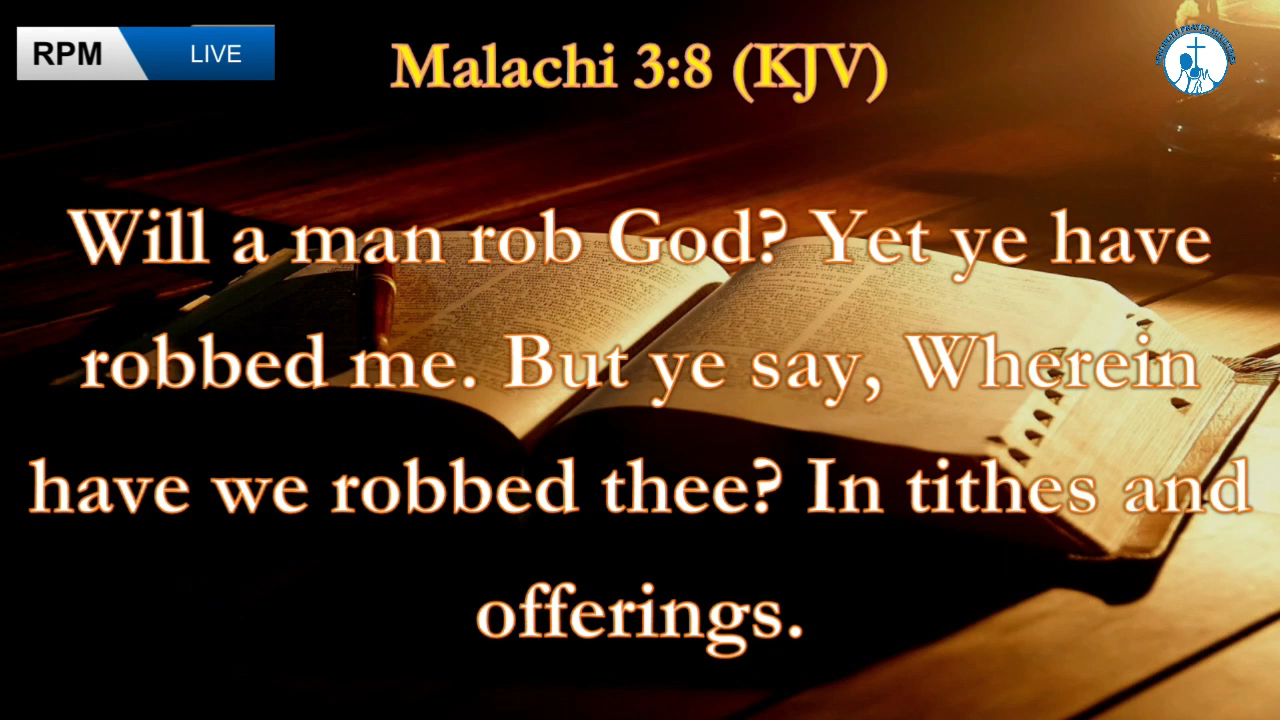 RPM LIVE
Malachi 3:8 (KJV)
Will a man rob God? Yet ye have
robbed me. But ye say, Wherein
have we robbed thee? In tithes and
offerings.